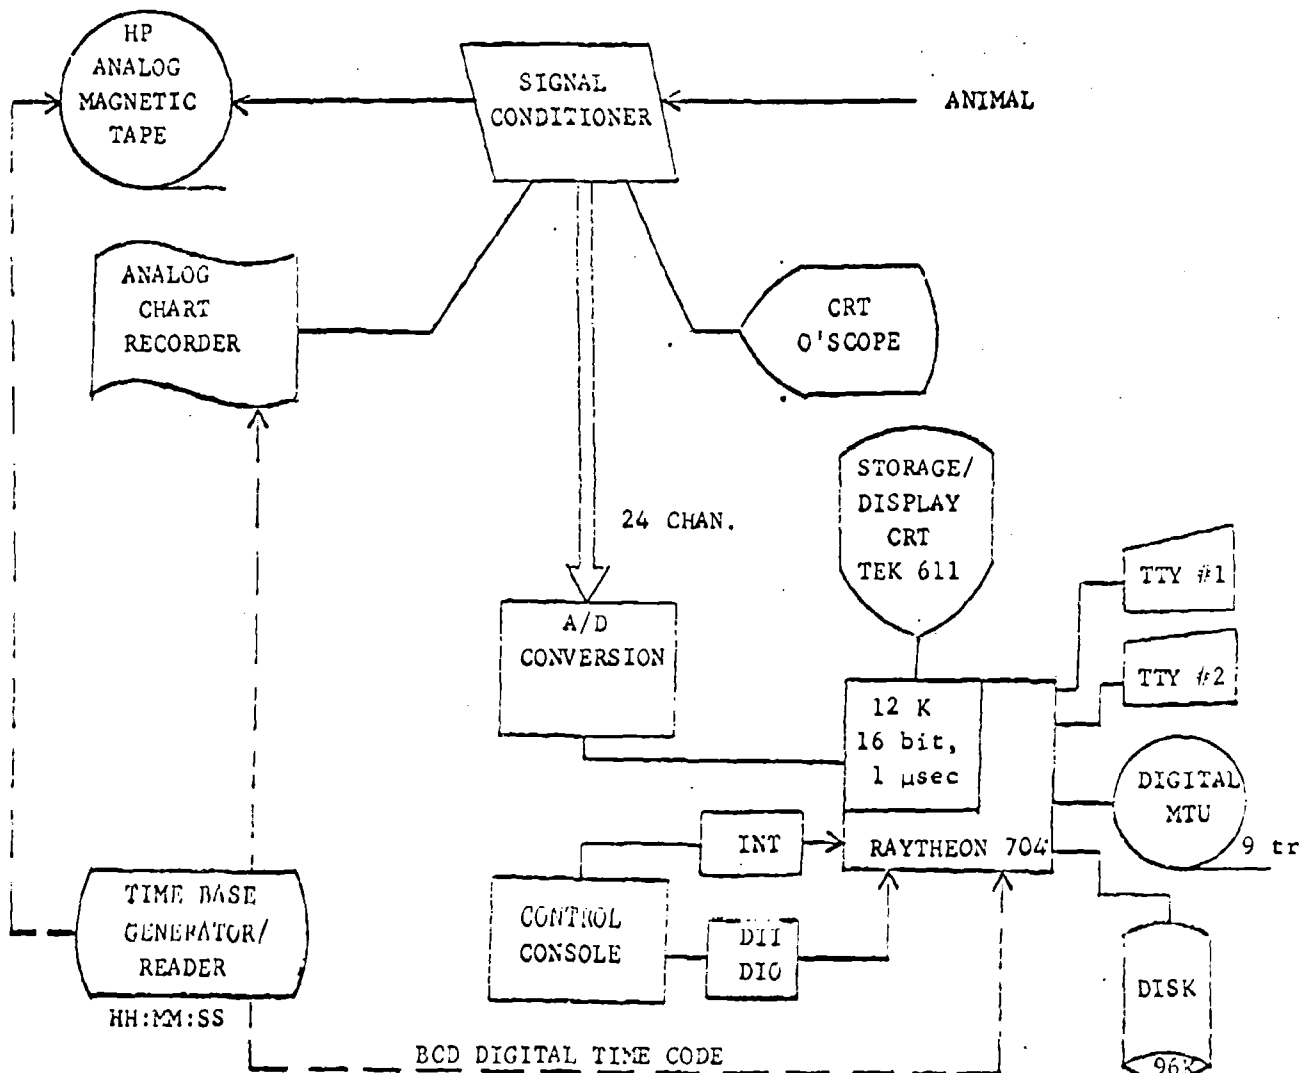 HP
ANALOG
MAGNETIC
TAPE
SIGNAL
CONDITIONER
ANIMAL
ANALOG
CHART
RECORDER
CRT
O'SCOPE
24 CHAN.
STORAGE/
DISPLAY
CRT
TEK 611
A/D
CONVERSION
TTY #1
TTY #2
12 K
16 bit,
1 μsec
DIGITAL
MTU
9 tr
INT
RAYTHEON 704
CONTROL
CONSOLE
DII
DIO
TIME BASE
GENERATOR/
READER
HH:MM:SS
DISK
BCD DIGITAL TIME CODE